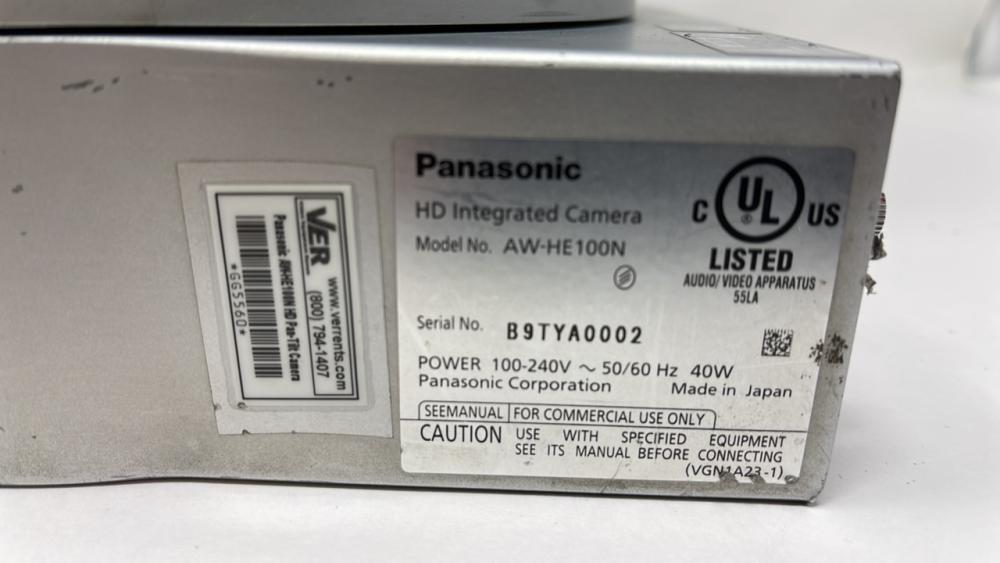 Panasonic
HD Integrated Camera
Model No. AW-HE100N
C UL ® US
LISTED
AUDIO/VIDEO APPARATUS
55LA
Serial No. B9TYA0002
POWER 100-240V ~ 50/60 Hz 40W
Panasonic Corporation Made in Japan
SEEMANUAL FOR COMMERCIAL USE ONLY
CAUTION USE WITH SPECIFIED EQUIPMENT
SEE ITS MANUAL BEFORE CONNECTING
(VGN1A23-1)
VER
www.verrents.com
(800) 794-1407
Panasonic AW-HE100N HD Pan-Tilt Camera
*GG5560*